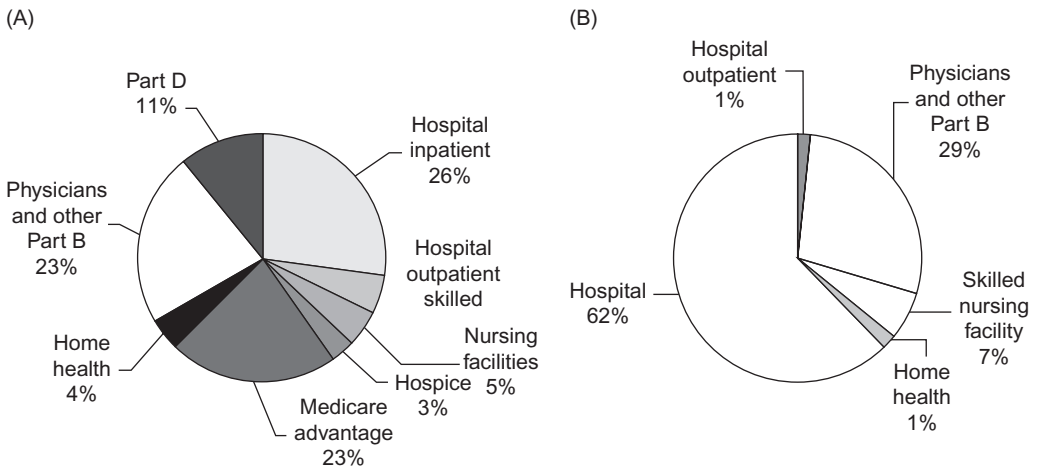 (A)
Part D
11%
Hospital
inpatient
26%
Physicians
and other
Part B
23%
Hospital
outpatient
skilled
Nursing
facilities
5%
Home
health
4%
Hospice
3%
Medicare
advantage
23%
(B)
Hospital
outpatient
1%
Physicians
and other
Part B
29%
Hospital
62%
Skilled
nursing
facility
7%
Home
health
1%